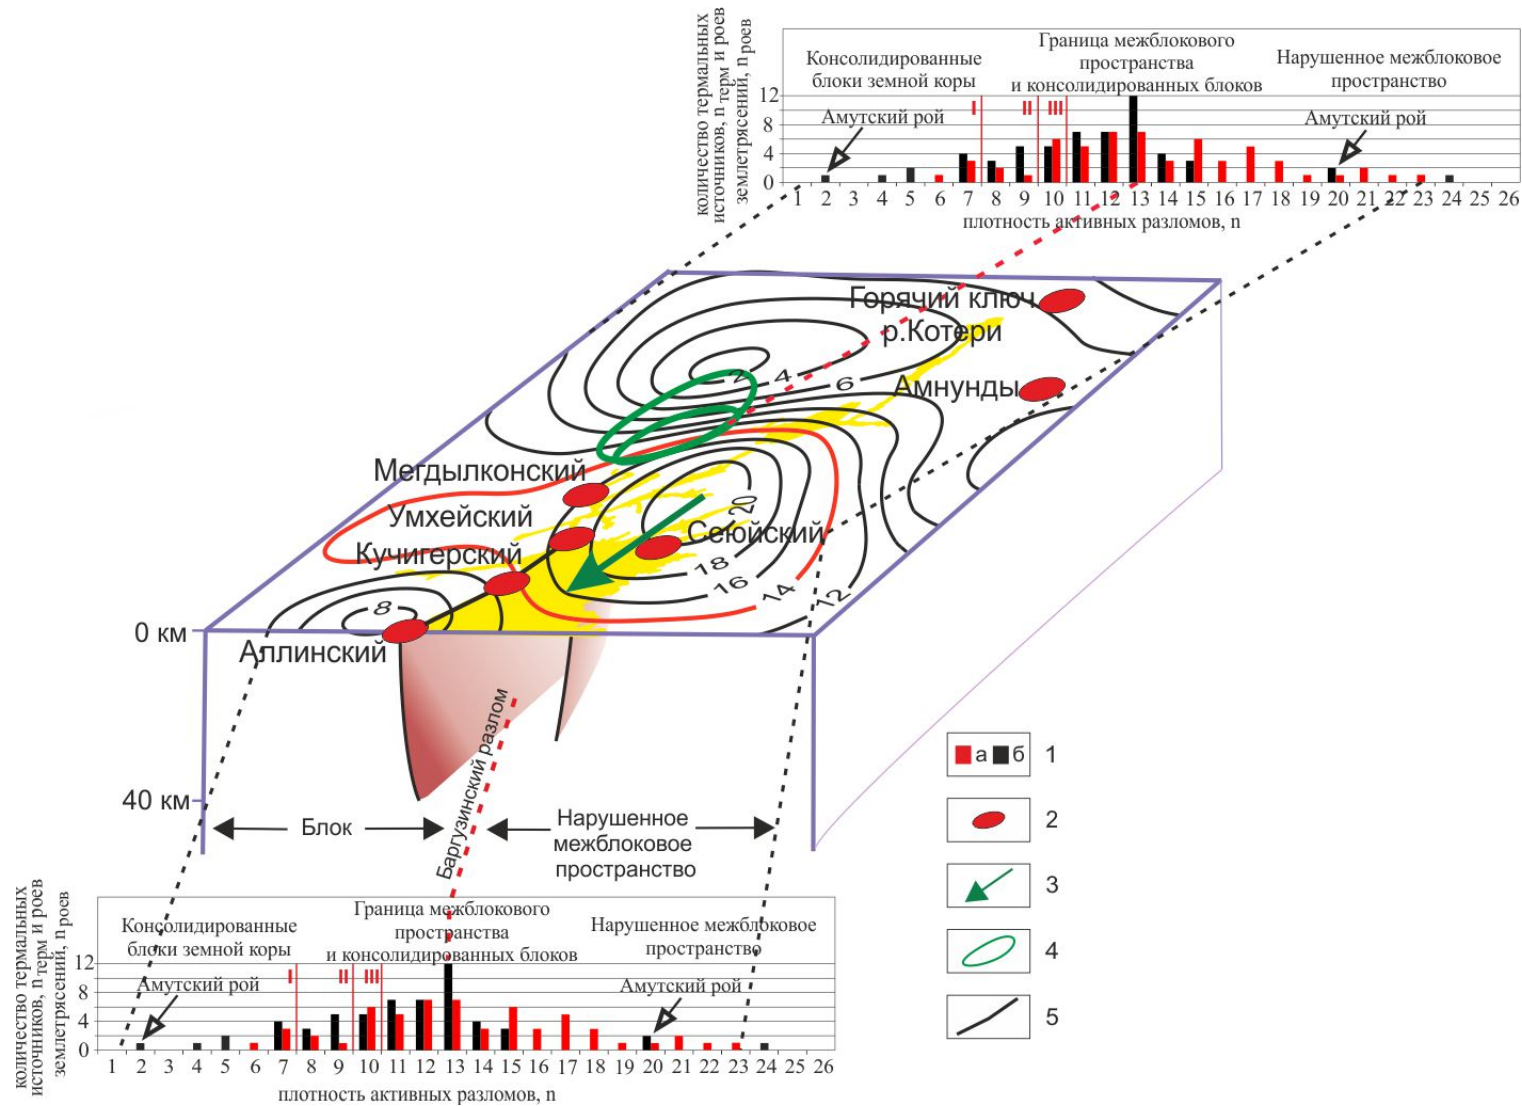 количество термальных
источников, n терм и роев
землетрясений, n роев
Консолидированные
блоки земной коры
Граница межблокового
пространства
и консолидированных блоков
Нарушенное межблоковое
пространство
12
8
4
0
I
II
III
Амутский рой
Амутский рой
1 2 3 4 5 6 7 8 9 10 11 12 13 14 15 16 17 18 19 20 21 22 23 24 25 26
плотность активных разломов, n
Горячий ключ
р.Котери
2
4
6
Амнунды
Мегдылконский
Умхейский
20
Сеюйский
Кучигерский
18
16
14
12
8
0 км
Аллинский
Баргузинский разлом
40 км
Блок
Нарушенное
межблоковое
пространство
а б 1
2
3
4
5
количество термальных
источников, n терм и роев
землетрясений, n роев
Консолидированные
блоки земной коры
Граница межблокового
пространства
и консолидированных блоков
Нарушенное межблоковое
пространство
12
8
4
0
I
II
III
Амутский рой
Амутский рой
1 2 3 4 5 6 7 8 9 10 11 12 13 14 15 16 17 18 19 20 21 22 23 24 25 26
плотность активных разломов, n